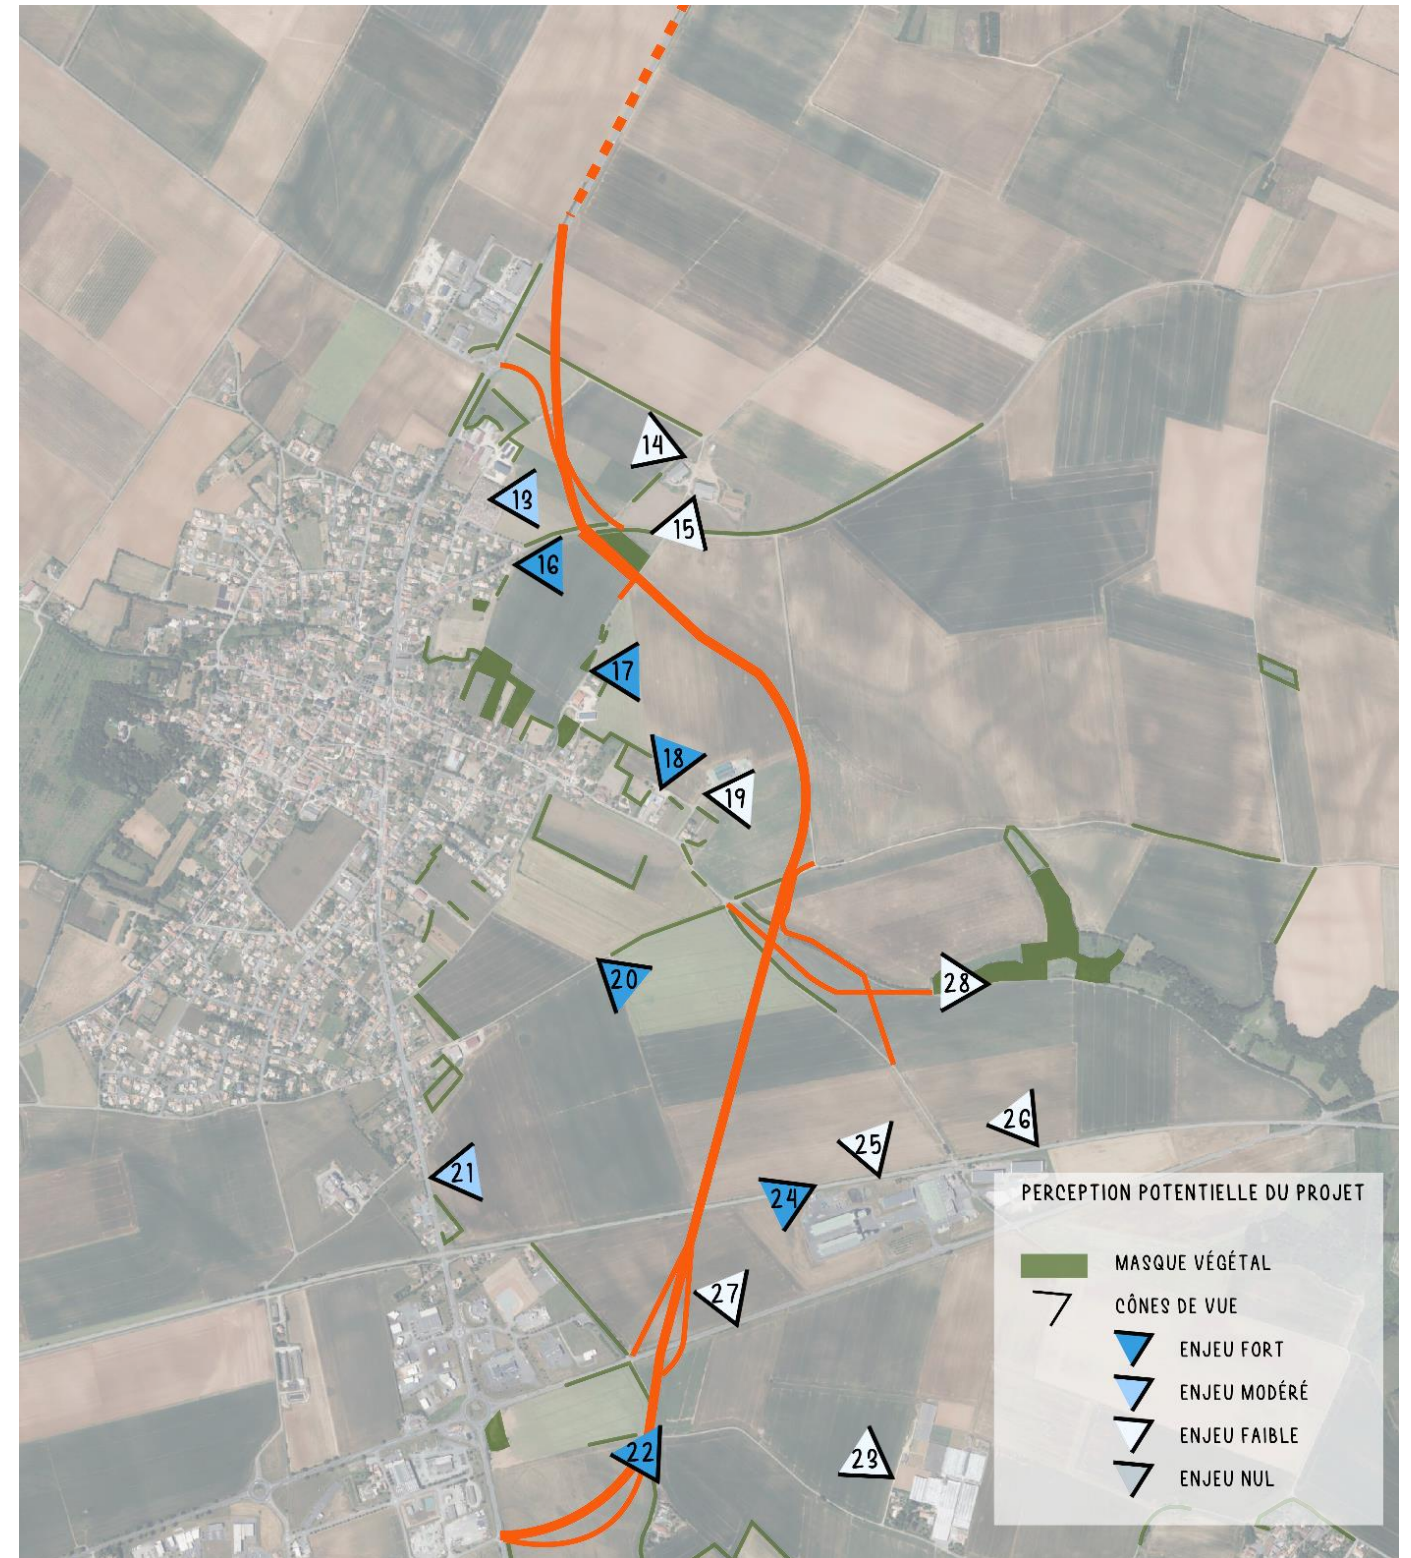 14
13
15
16
17
18
19
20
28
26
25
21
24
27
22
23
PERCEPTION POTENTIELLE DU PROJET
MASQUE VÉGÉTAL
CÔNES DE VUE
ENJEU FORT
ENJEU MODÉRÉ
ENJEU FAIBLE
ENJEU NUL